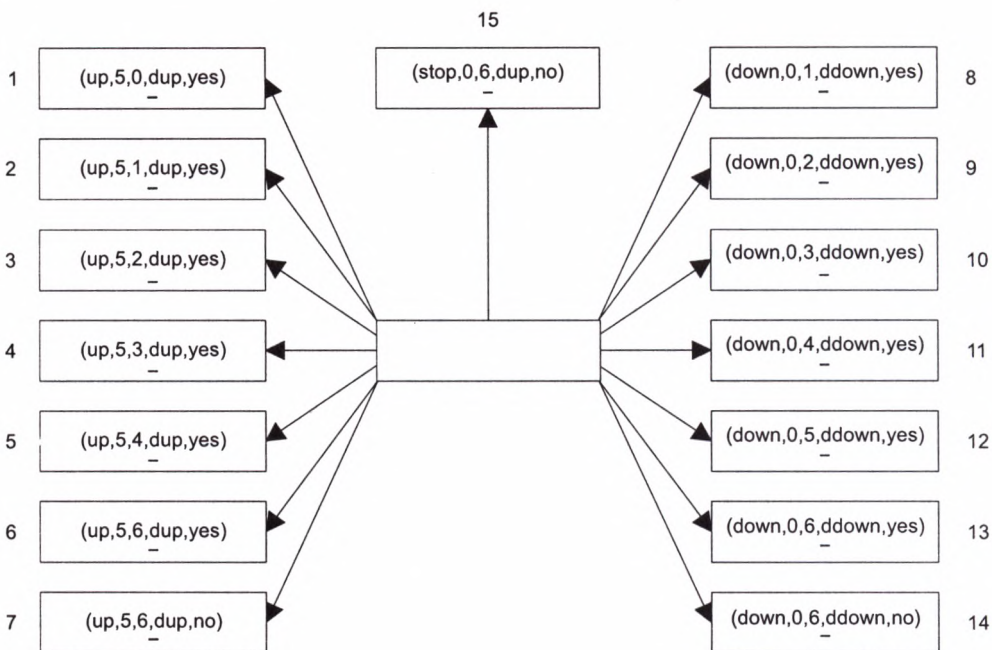 15
1 (up,5,0,dup,yes) (stop,0,6,dup,no) (down,0,1,ddown,yes) 8
– – –
2 (up,5,1,dup,yes) (down,0,2,ddown,yes) 9
– –
3 (up,5,2,dup,yes) (down,0,3,ddown,yes) 10
– –
4 (up,5,3,dup,yes) (down,0,4,ddown,yes) 11
– –
5 (up,5,4,dup,yes) (down,0,5,ddown,yes) 12
– –
6 (up,5,6,dup,yes) (down,0,6,ddown,yes) 13
– –
7 (up,5,6,dup,no) (down,0,6,ddown,no) 14
– –